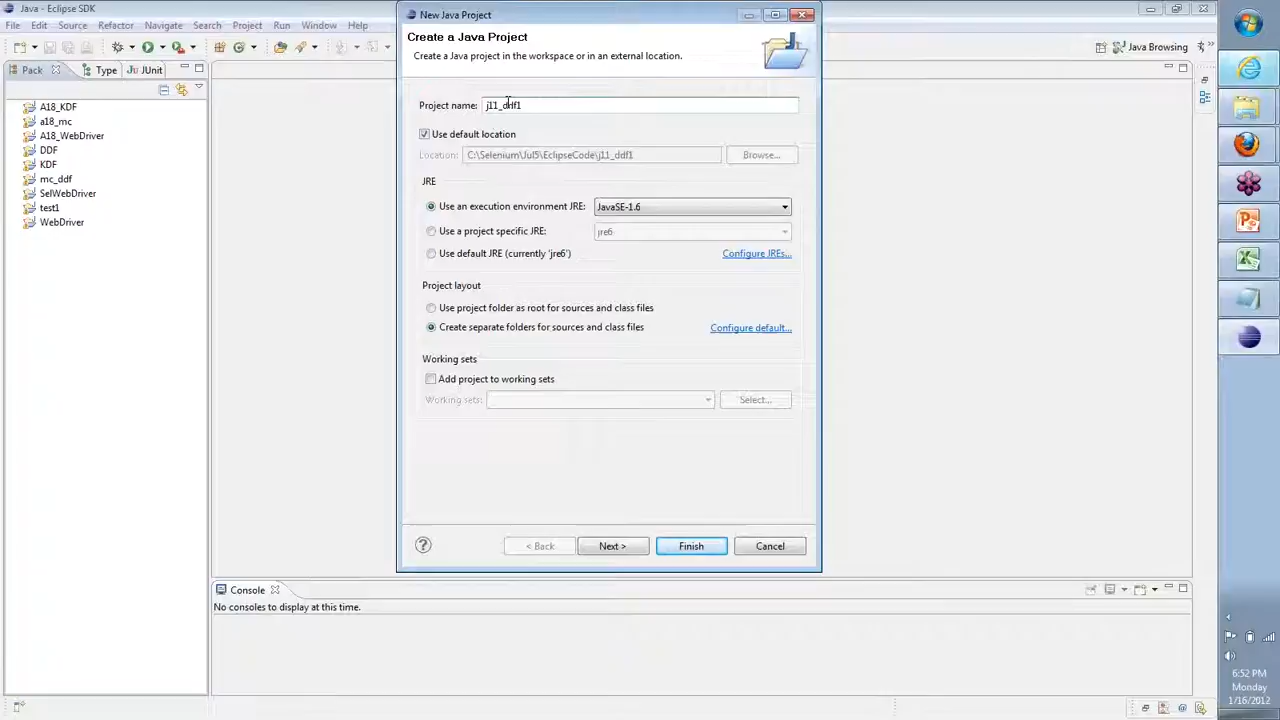 Java - Eclipse SDK
File Edit Source Refactor Navigate Search Project Run Window Help
Java Browsing
Pack Type JUnit
A18_KDF
a18_mc
A18_WebDriver
DDF
KDF
mc_ddf
SelWebDriver
test1
WebDriver
New Java Project
Create a Java Project
Create a Java project in the workspace or in an external location.
Project name: j11_ddf1
Use default location
Location: C:\Selenium\Jul5\EclipseCode\j11_ddf1 Browse...
JRE
Use an execution environment JRE: JavaSE-1.6
Use a project specific JRE: jre6
Use default JRE (currently 'jre6') Configure JREs...
Project layout
Use project folder as root for sources and class files
Create separate folders for sources and class files Configure default...
Working sets
Add project to working sets
Working sets: Select...
< Back Next > Finish Cancel
Console
No consoles to display at this time.
6:52 PM
Monday
1/16/2012